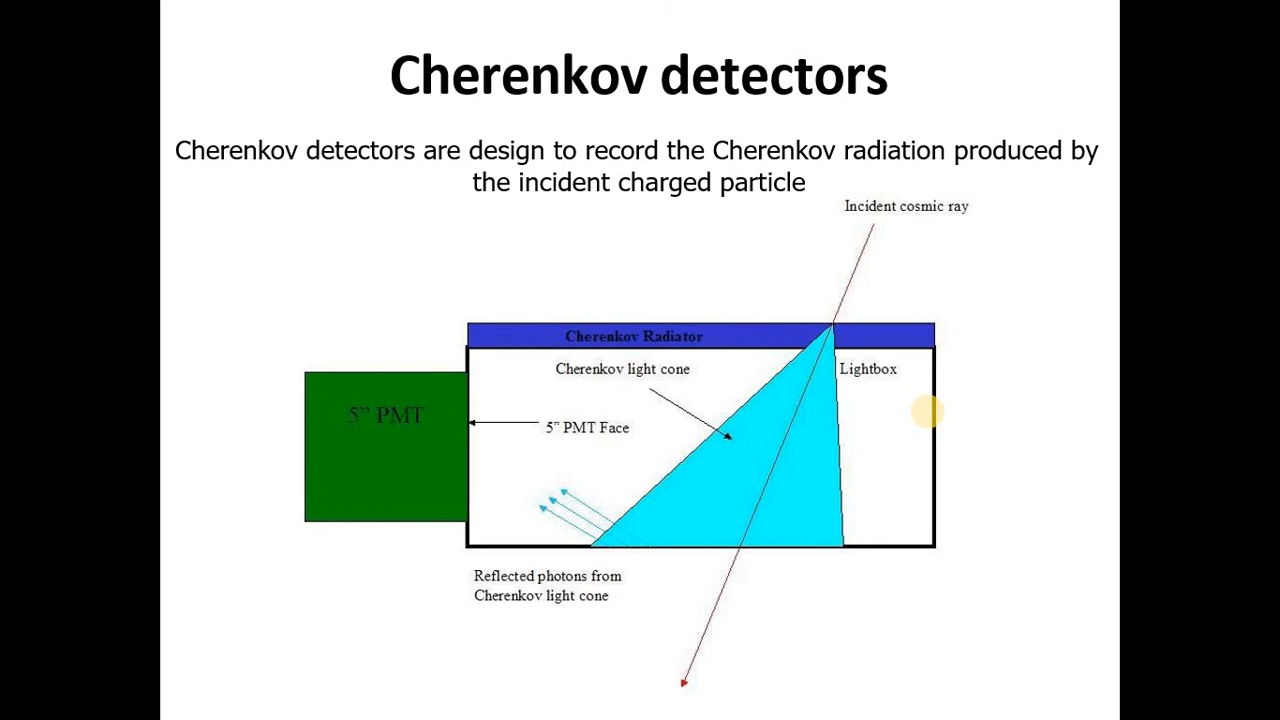 Cherenkov detectors
Cherenkov detectors are design to record the Cherenkov radiation produced by
the incident charged particle
Incident cosmic ray
Cherenkov Radiator
Cherenkov light cone
Lightbox
5” PMT
5” PMT Face
Reflected photons from
Cherenkov light cone